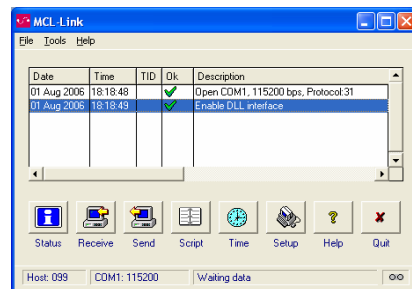 MCL-Link
File Tools Help
Date Time TID Ok Description
01 Aug 2006 18:18:48 Open COM1, 115200 bps, Protocol:31
01 Aug 2006 18:18:49 Enable DLL interface
Status Receive Send Script Time Setup Help Quit
Host: 099 COM1: 115200 Waiting data